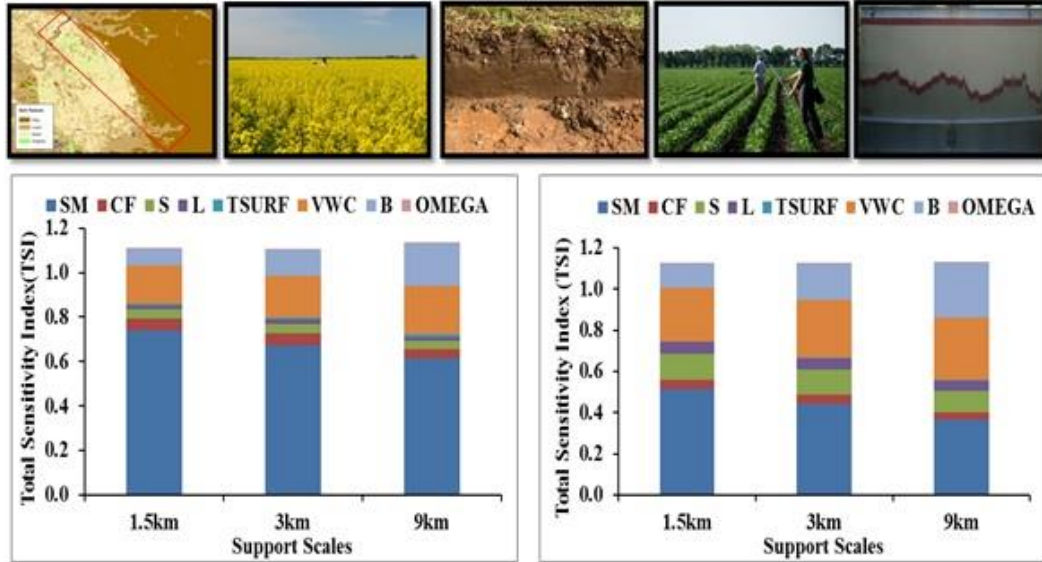 SM CF S L TSURF VWC B OMEGA
Total Sensitivity Index(TSI)
1.2
1.0
0.8
0.6
0.4
0.2
0.0
1.5km 3km 9km
Support Scales
SM CF S L TSURF VWC B OMEGA
Total Sensitivity Index (TSI)
1.2
1.0
0.8
0.6
0.4
0.2
0.0
1.5km 3km 9km
Support Scales